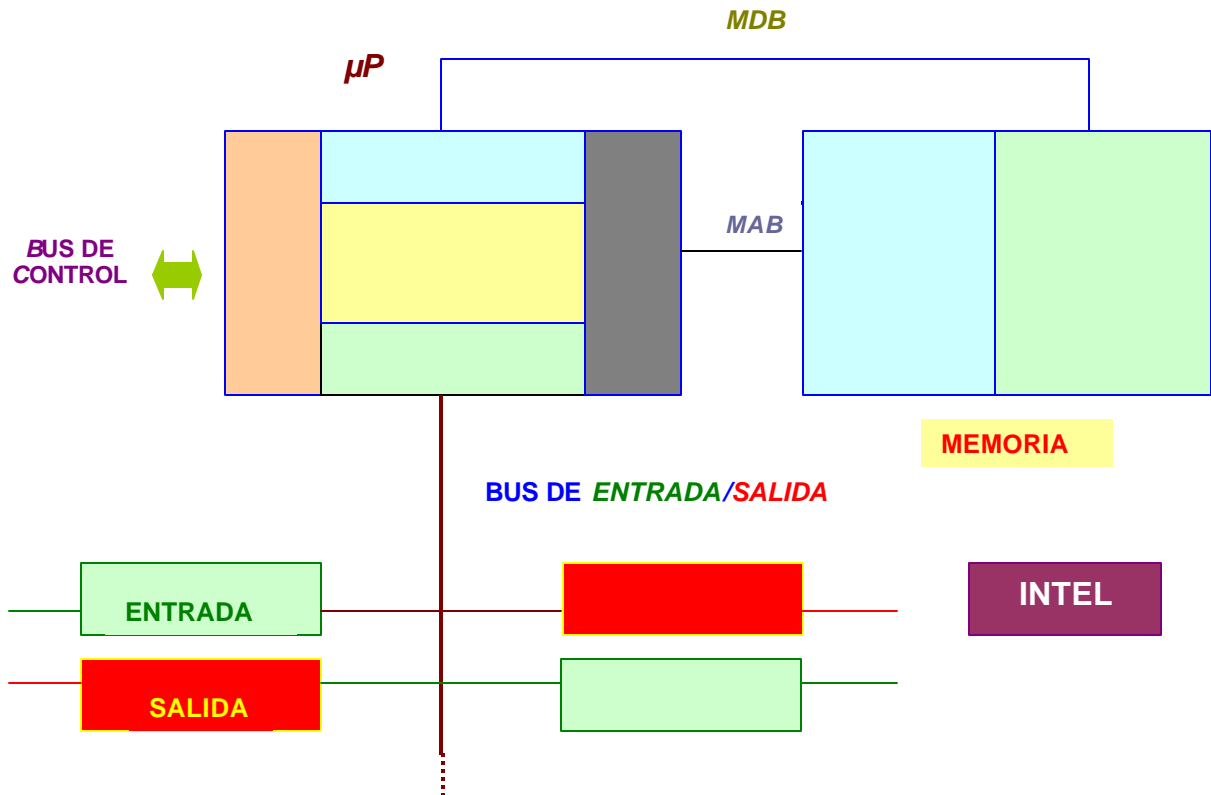 MDB
µP
MAB
BUS DE
CONTROL
MEMORIA
BUS DE ENTRADA/SALIDA
ENTRADA
INTEL
SALIDA